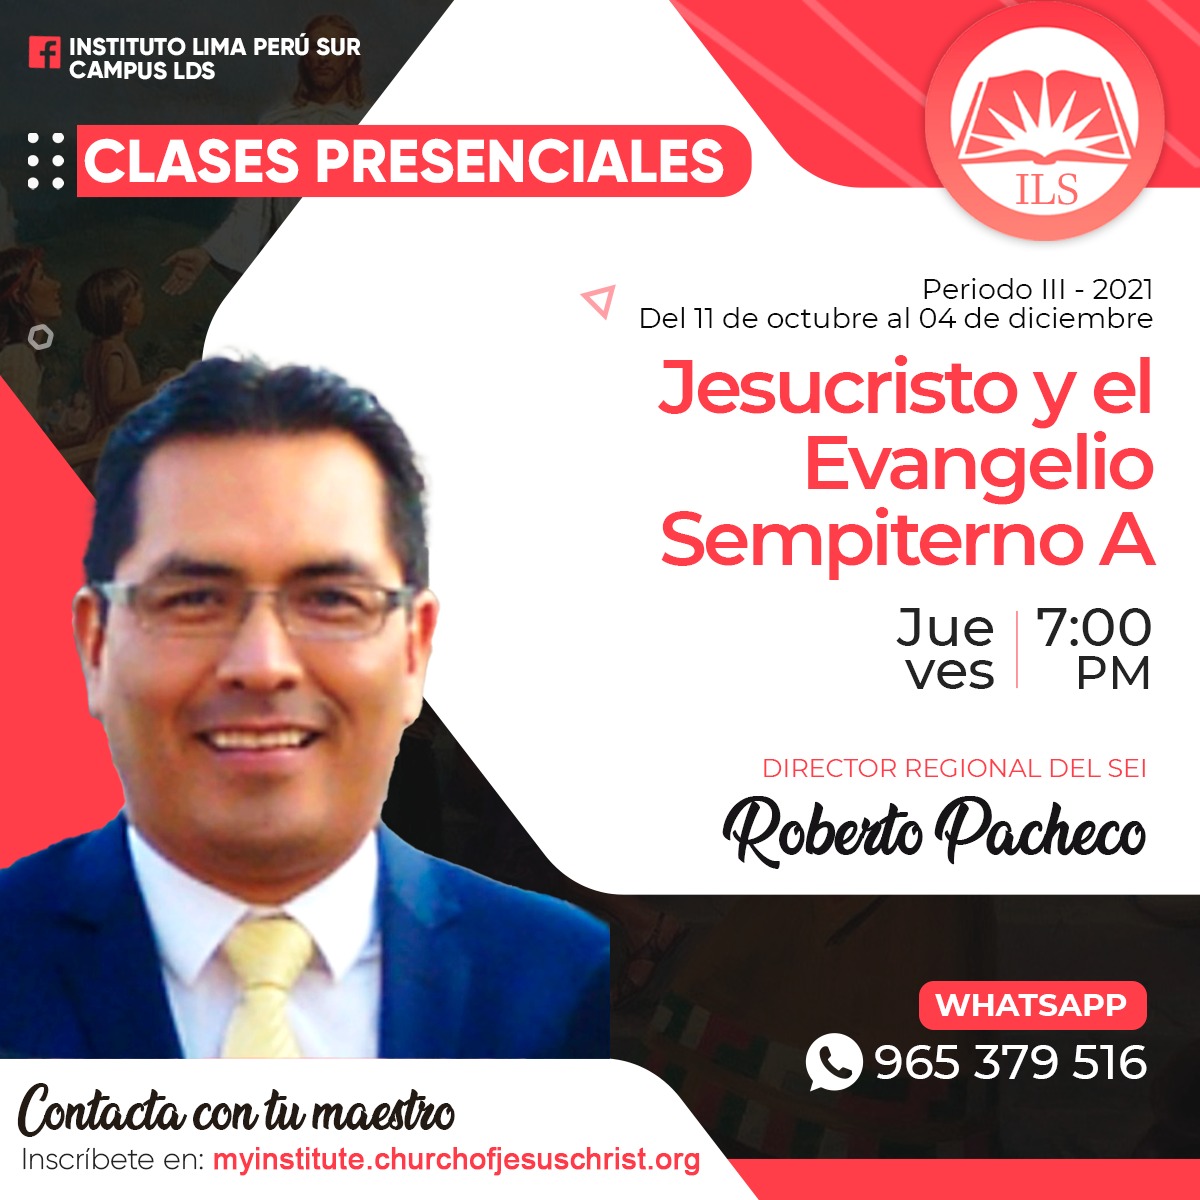 INSTITUTO LIMA PERÚ SUR
CAMPUS LDS
CLASES PRESENCIALES
ILS
Periodo III - 2021
Del 11 de octubre al 04 de diciembre
Jesucristo y el
Evangelio
Sempiterno A
Jue
ves
7:00
PM
DIRECTOR REGIONAL DEL SEI
Roberto Pacheco
WHATSAPP
965 379 516
Contacta con tu maestro
Inscríbete en: myinstitute.churchofjesuschrist.org